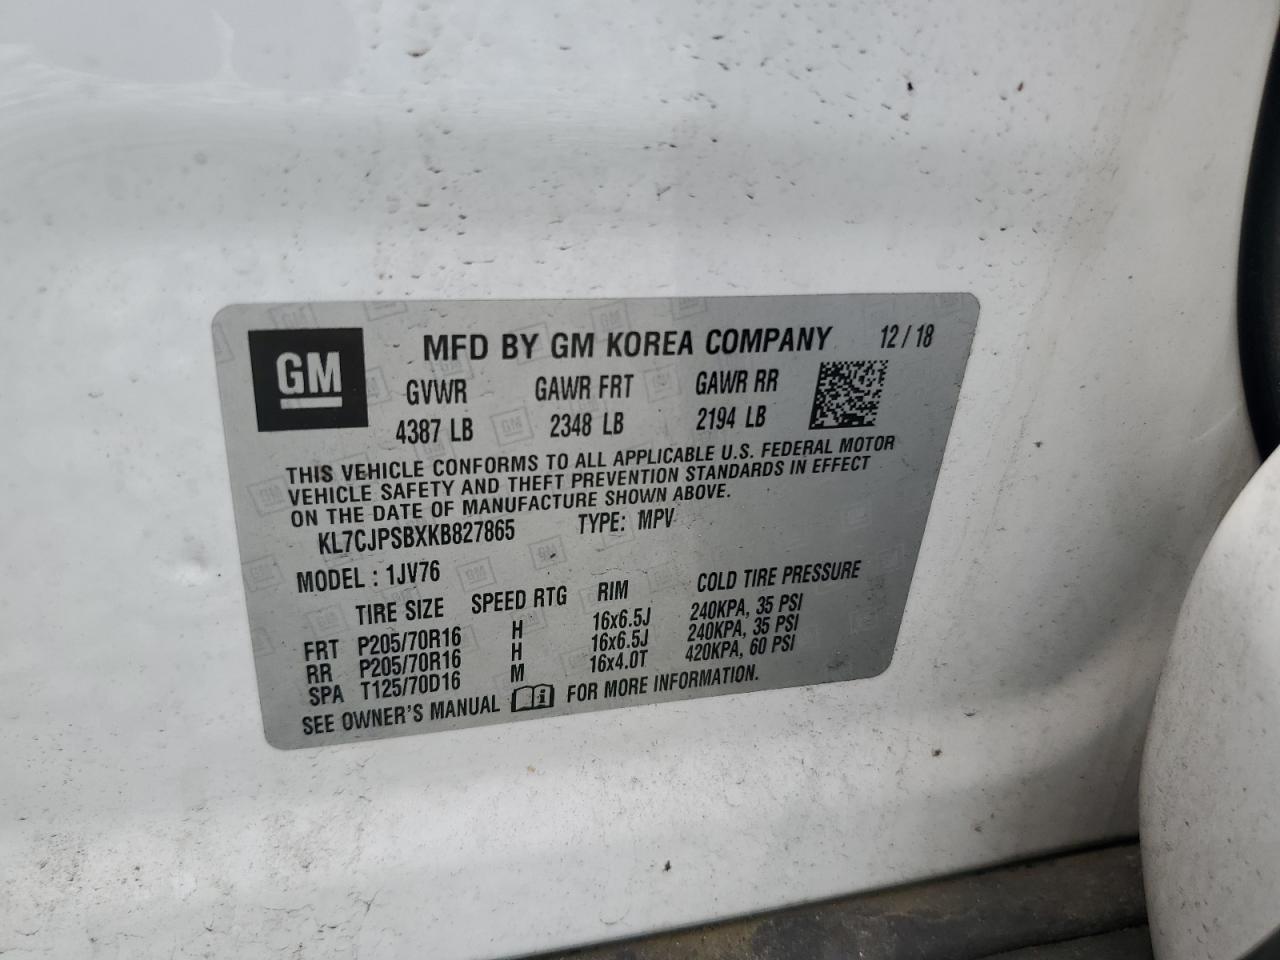 GM
MFD BY GM KOREA COMPANY 12/18
GVWR GAWR FRT GAWR RR
4387 LB 2348 LB 2194 LB
THIS VEHICLE CONFORMS TO ALL APPLICABLE U.S. FEDERAL MOTOR
VEHICLE SAFETY AND THEFT PREVENTION STANDARDS IN EFFECT
ON THE DATE OF MANUFACTURE SHOWN ABOVE.
KL7CJPSBXKB827865 TYPE: MPV
MODEL : 1JV76
TIRE SIZE SPEED RTG RIM COLD TIRE PRESSURE
FRT P205/70R16 H 16x6.5J 240KPA, 35 PSI
RR P205/70R16 H 16x6.5J 240KPA, 35 PSI
SPA T125/70D16 M 16x4.0T 420KPA, 60 PSI
SEE OWNER'S MANUAL FOR MORE INFORMATION.